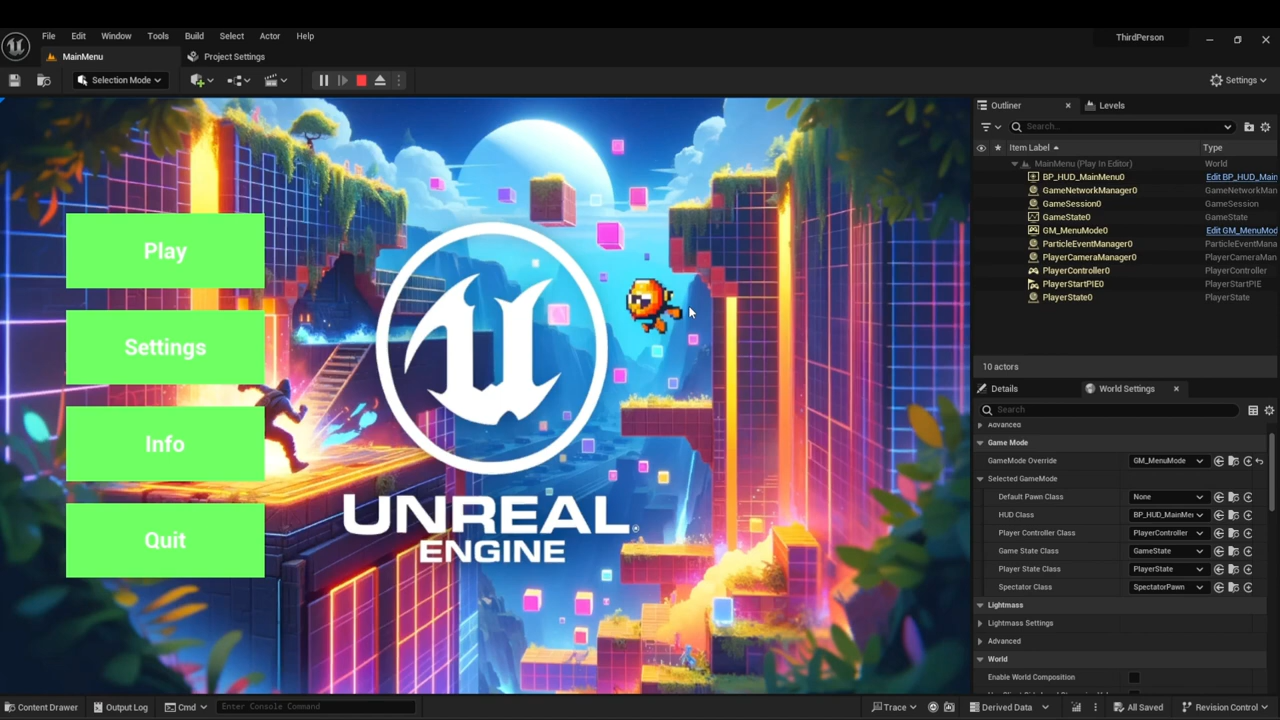 File Edit Window Tools Build Select Actor Help
ThirdPerson
MainMenu
Project Settings
Selection Mode
Settings
Play
Settings
Info
Quit
UNREAL
ENGINE
Outliner
Levels
Search...
Item Label
Type
MainMenu (Play In Editor) World
BP_HUD_MainMenu0 Edit BP_HUD_Main
GameNetworkManager0 GameNetworkMan
GameSession0 GameSession
GameState0 GameState
GM_MenuMode0 Edit GM_MenuMod
ParticleEventManager0 ParticleEventMana
PlayerCameraManager0 PlayerCameraMan
PlayerController0 PlayerController
PlayerStartPIE0 PlayerStartPIE
PlayerState0 PlayerState
10 actors
Details
World Settings
Search
Advanced
Game Mode
GameMode Override GM_MenuMode
Selected GameMode
Default Pawn Class None
HUD Class BP_HUD_MainMer
Player Controller Class PlayerController
Game State Class GameState
Player State Class PlayerState
Spectator Class SpectatorPawn
Lightmass
Lightmass Settings
Advanced
World
Enable World Composition
Content Drawer Output Log Cmd Enter Console Command Trace Derived Data All Saved Revision Control